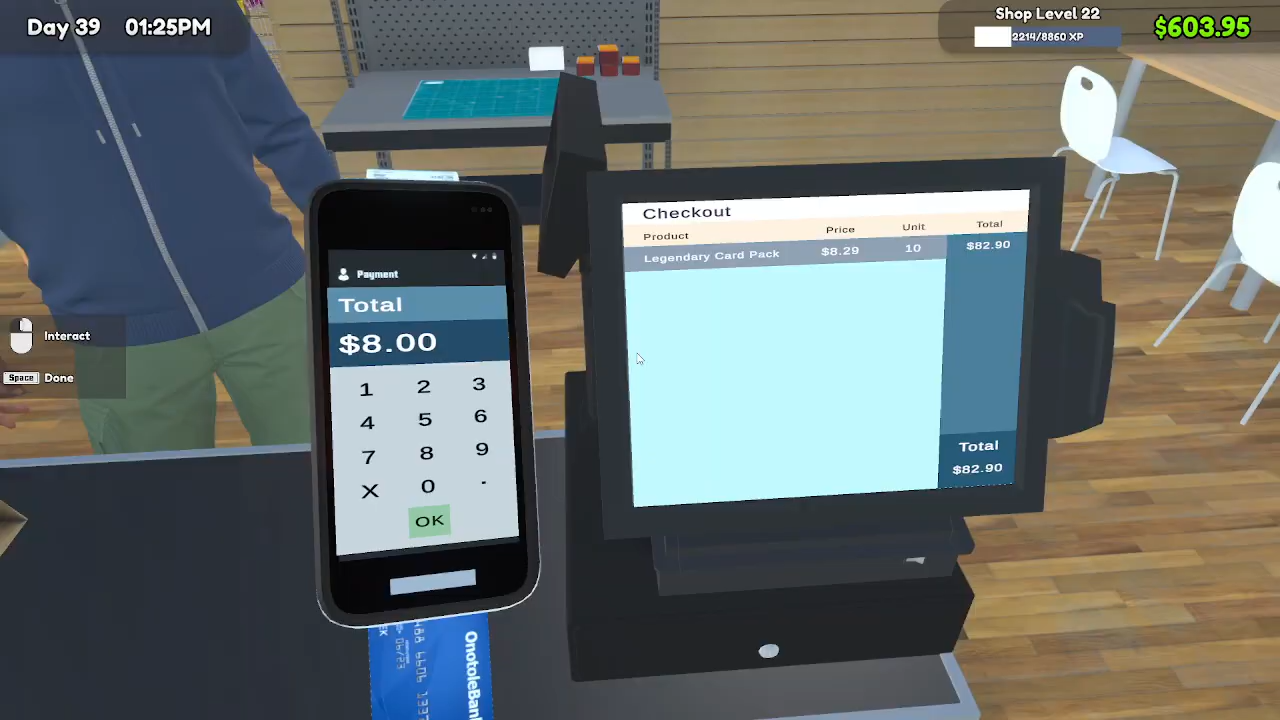 Day 39 01:25PM
Shop Level 22
2214/8860 XP
$603.95
Interact
Space Done
Payment
Total
$8.00
1 2 3
4 5 6
7 8 9
X 0 .
OK
Checkout
Product Price Unit Total
Legendary Card Pack $8.29 10 $82.90
Total
$82.90
OnotoleBank